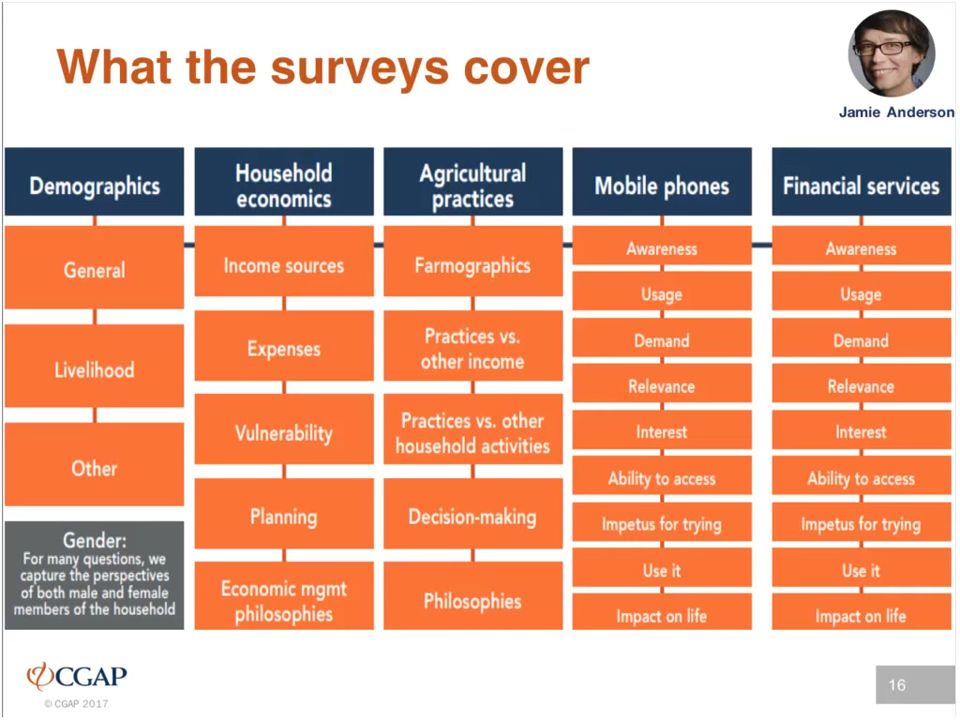 What the surveys cover
Jamie Anderson
Demographics
General
Livelihood
Other
Gender:
For many questions, we
capture the perspectives
of both male and female
members of the household
Household
economics
Income sources
Expenses
Vulnerability
Planning
Economic mgmt
philosophies
Agricultural
practices
Farmographics
Practices vs.
other income
Practices vs. other
household activities
Decision-making
Philosophies
Mobile phones
Awareness
Usage
Demand
Relevance
Interest
Ability to access
Impetus for trying
Use it
Impact on life
Financial services
Awareness
Usage
Demand
Relevance
Interest
Ability to access
Impetus for trying
Use it
Impact on life
CGAP
© CGAP 2017
16